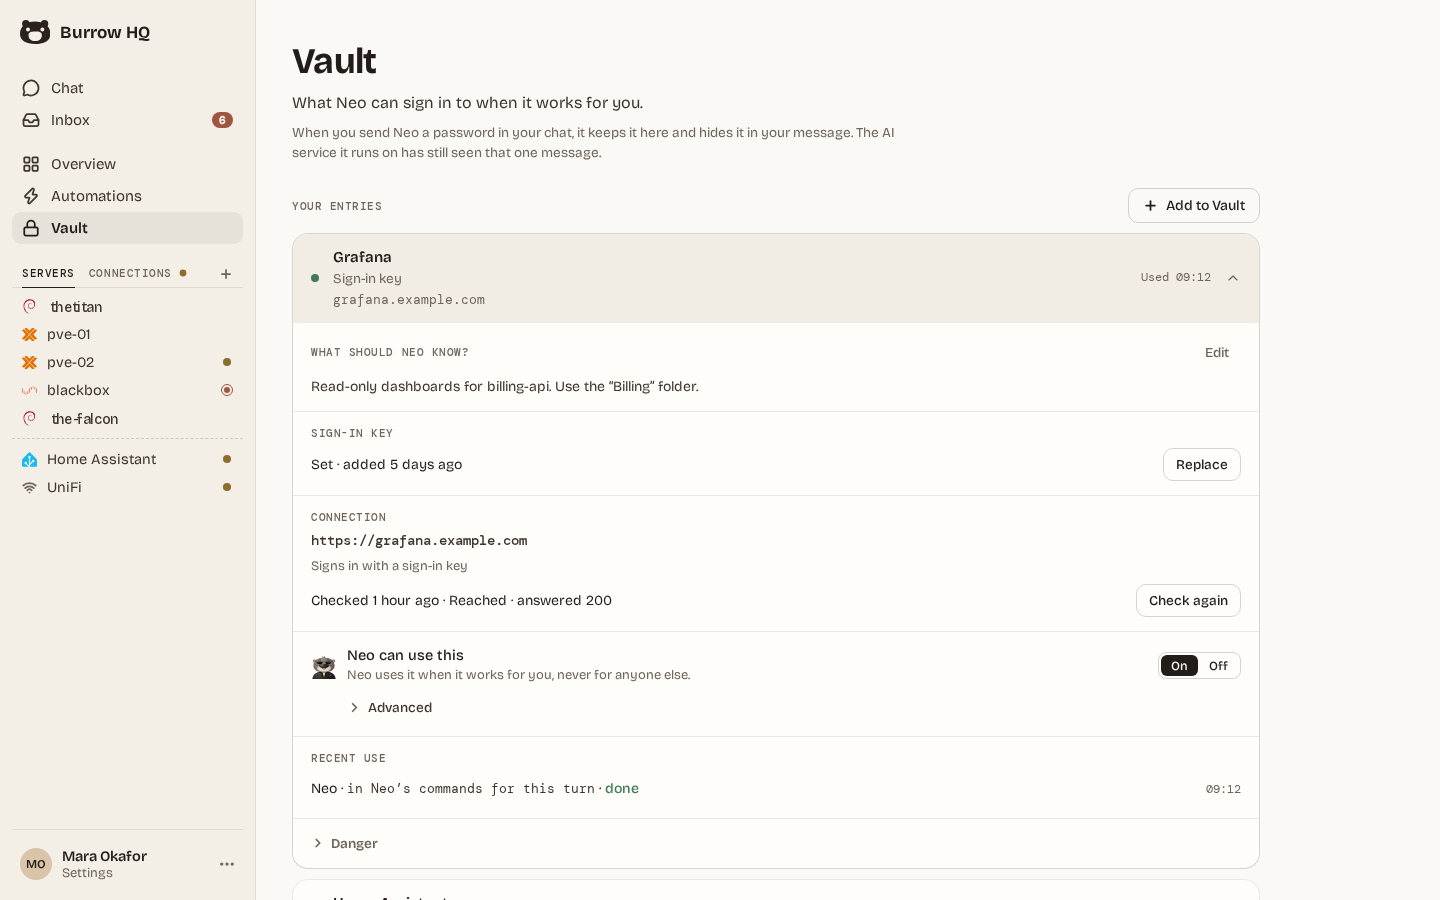 Burrow HQ
Chat
Inbox
6
Overview
Automations
Vault
SERVERS
CONNECTIONS
thetitan
pve-01
pve-02
blackbox
the-falcon
Home Assistant
UniFi
MO
Mara Okafor
Settings
Vault
What Neo can sign in to when it works for you.
When you send Neo a password in your chat, it keeps it here and hides it in your message. The AI
service it runs on has still seen that one message.
YOUR ENTRIES
Add to Vault
Grafana
Sign-in key
grafana.example.com
Used 09:12
WHAT SHOULD NEO KNOW?
Edit
Read-only dashboards for billing-api. Use the “Billing” folder.
SIGN-IN KEY
Set · added 5 days ago
Replace
CONNECTION
https://grafana.example.com
Signs in with a sign-in key
Checked 1 hour ago · Reached · answered 200
Check again
Neo can use this
Neo uses it when it works for you, never for anyone else.
On
Off
Advanced
RECENT USE
Neo · in Neo’s commands for this turn · done
09:12
Danger